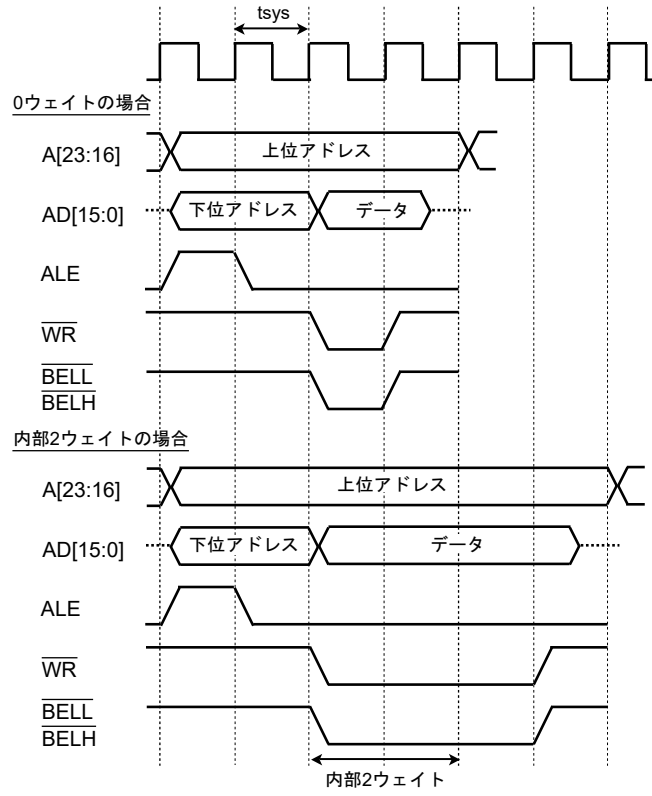 tsys
0ウェイトの場合
A[23:16]
上位アドレス
AD[15:0]
下位アドレス
データ
ALE
WR
BELL
BELH
内部2ウェイトの場合
A[23:16]
上位アドレス
AD[15:0]
下位アドレス
データ
ALE
WR
BELL
BELH
内部2ウェイト